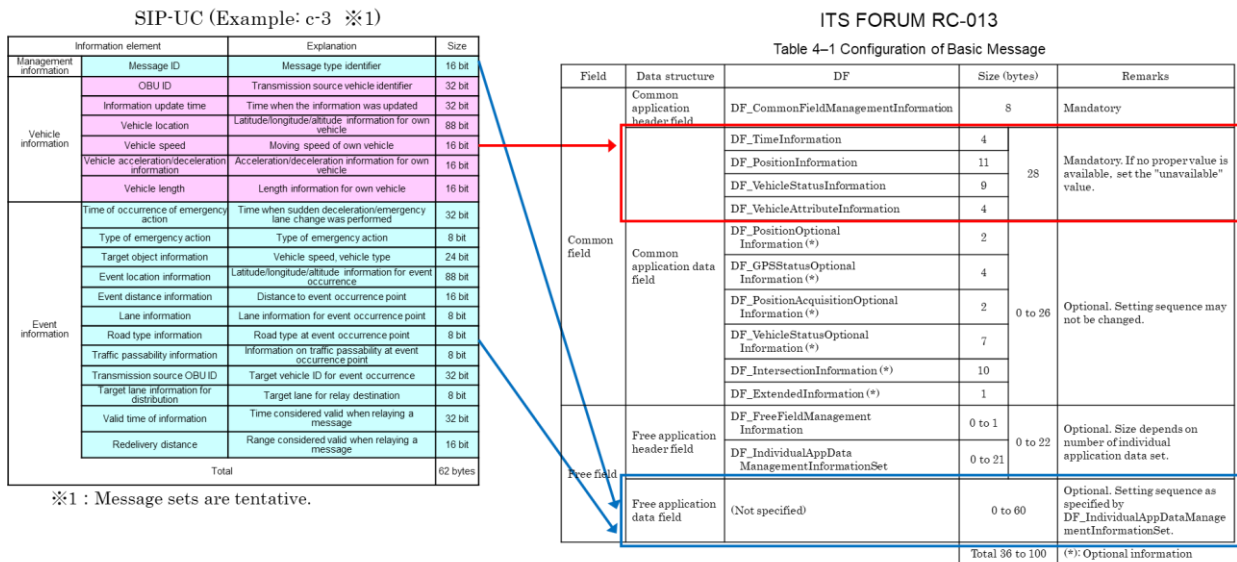 SIP-UC (Example: c-3 ※1)
Information element Explanation Size
Management information Message ID Message type identifier 16 bit
Vehicle information
OBU ID Transmission source vehicle identifier 32 bit
Information update time Time when the information was updated 32 bit
Vehicle location Latitude/longitude/altitude information for own vehicle 88 bit
Vehicle speed Moving speed of own vehicle 16 bit
Vehicle acceleration/deceleration information Acceleration/deceleration information for own vehicle 16 bit
Vehicle length Length information for own vehicle 16 bit
Event information
Time of occurrence of emergency action Time when sudden deceleration/emergency lane change was performed 32 bit
Type of emergency action Type of emergency action 8 bit
Target object information Vehicle speed, vehicle type 24 bit
Event location information Latitude/longitude/altitude information for event occurrence 88 bit
Event distance information Distance to event occurrence point 16 bit
Lane information Lane information for event occurrence point 8 bit
Road type information Road type at event occurrence point 8 bit
Traffic passability information Information on traffic passability at event occurrence point 8 bit
Transmission source OBU ID Target vehicle ID for event occurrence 32 bit
Target lane information for distribution Target lane for relay destination 8 bit
Valid time of information Time considered valid when relaying a message 32 bit
Redelivery distance Range considered valid when relaying a message 16 bit
Total 62 bytes
※1 : Message sets are tentative.
ITS FORUM RC-013
Table 4–1 Configuration of Basic Message
Field Data structure DF Size (bytes) Remarks
Common field
Common application header field DF_CommonFieldManagementInformation 8 Mandatory
Common application data field
DF_TimeInformation 4
DF_PositionInformation 11
DF_VehicleStatusInformation 9
DF_VehicleAttributeInformation 4
28 Mandatory. If no proper value is available, set the "unavailable" value.
DF_PositionOptional Information (*) 2
DF_GPSStatusOptional Information (*) 4
DF_PositionAcquisitionOptional Information (*) 2
DF_VehicleStatusOptional Information (*) 7
DF_IntersectionInformation (*) 10
DF_ExtendedInformation (*) 1
0 to 26 Optional. Setting sequence may not be changed.
Free field
Free application header field
DF_FreeFieldManagement Information 0 to 1
DF_IndividualAppData ManagementInformationSet 0 to 21
0 to 22 Optional. Size depends on number of individual application data set.
Free application data field (Not specified) 0 to 60 Optional. Setting sequence as specified by DF_IndividualAppDataManagementInformationSet.
Total 36 to 100 (*): Optional information